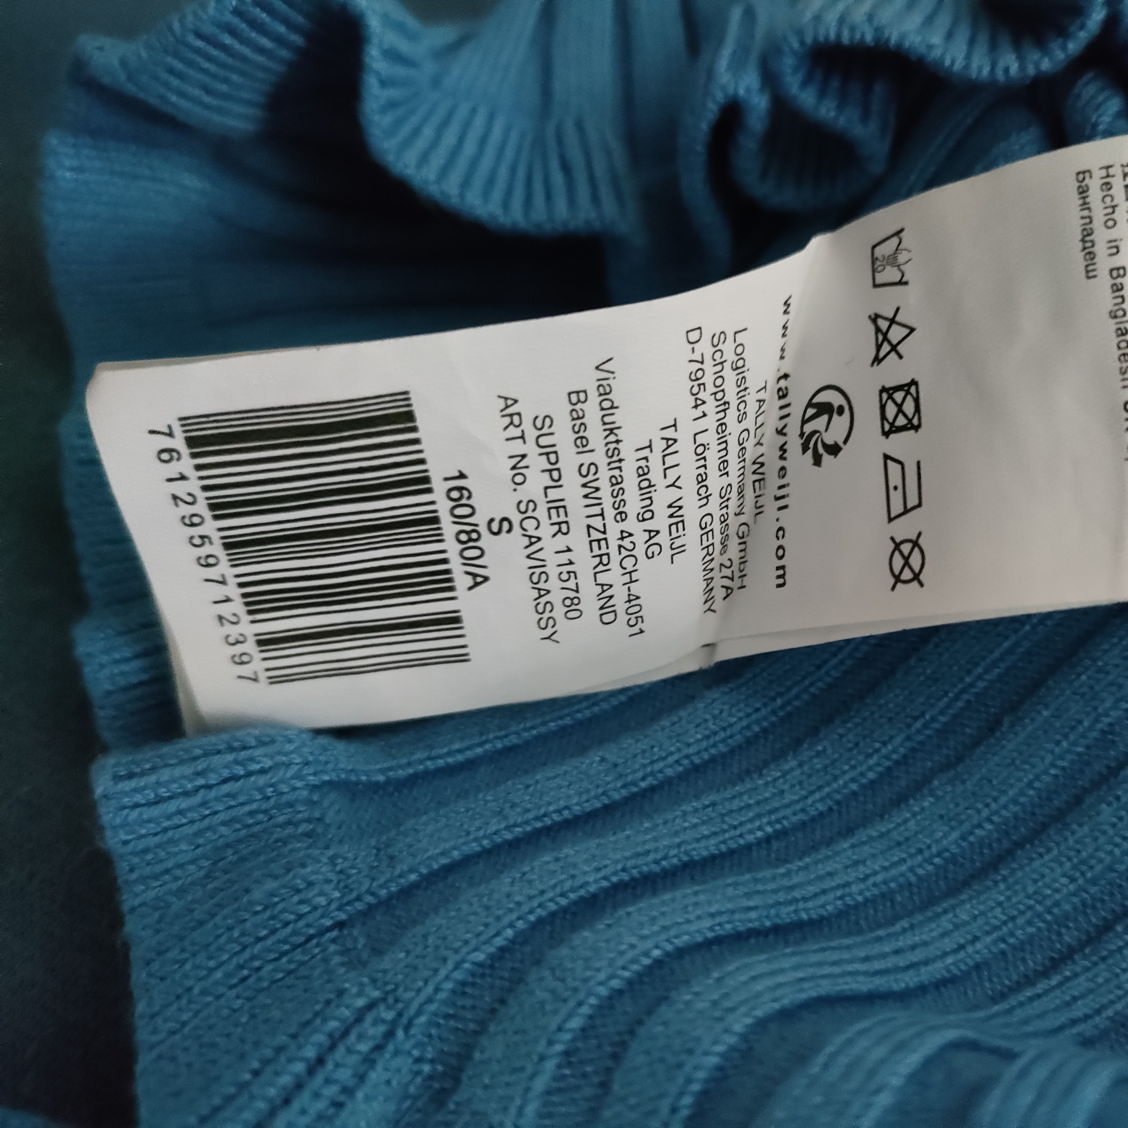 Hecho in Bangladesh
Бангладеш
20
www.tallyweijl.com
TALLY WEiJL
Logistics Germany GmbH
Schopfheimer Strasse 27A
D-79541 Lörrach GERMANY
TALLY WEiJL
Trading AG
Viaduktstrasse 42CH-4051
Basel SWITZERLAND
SUPPLIER 115780
ART No. SCAVISASSY
S
160/80/A
7612959712397